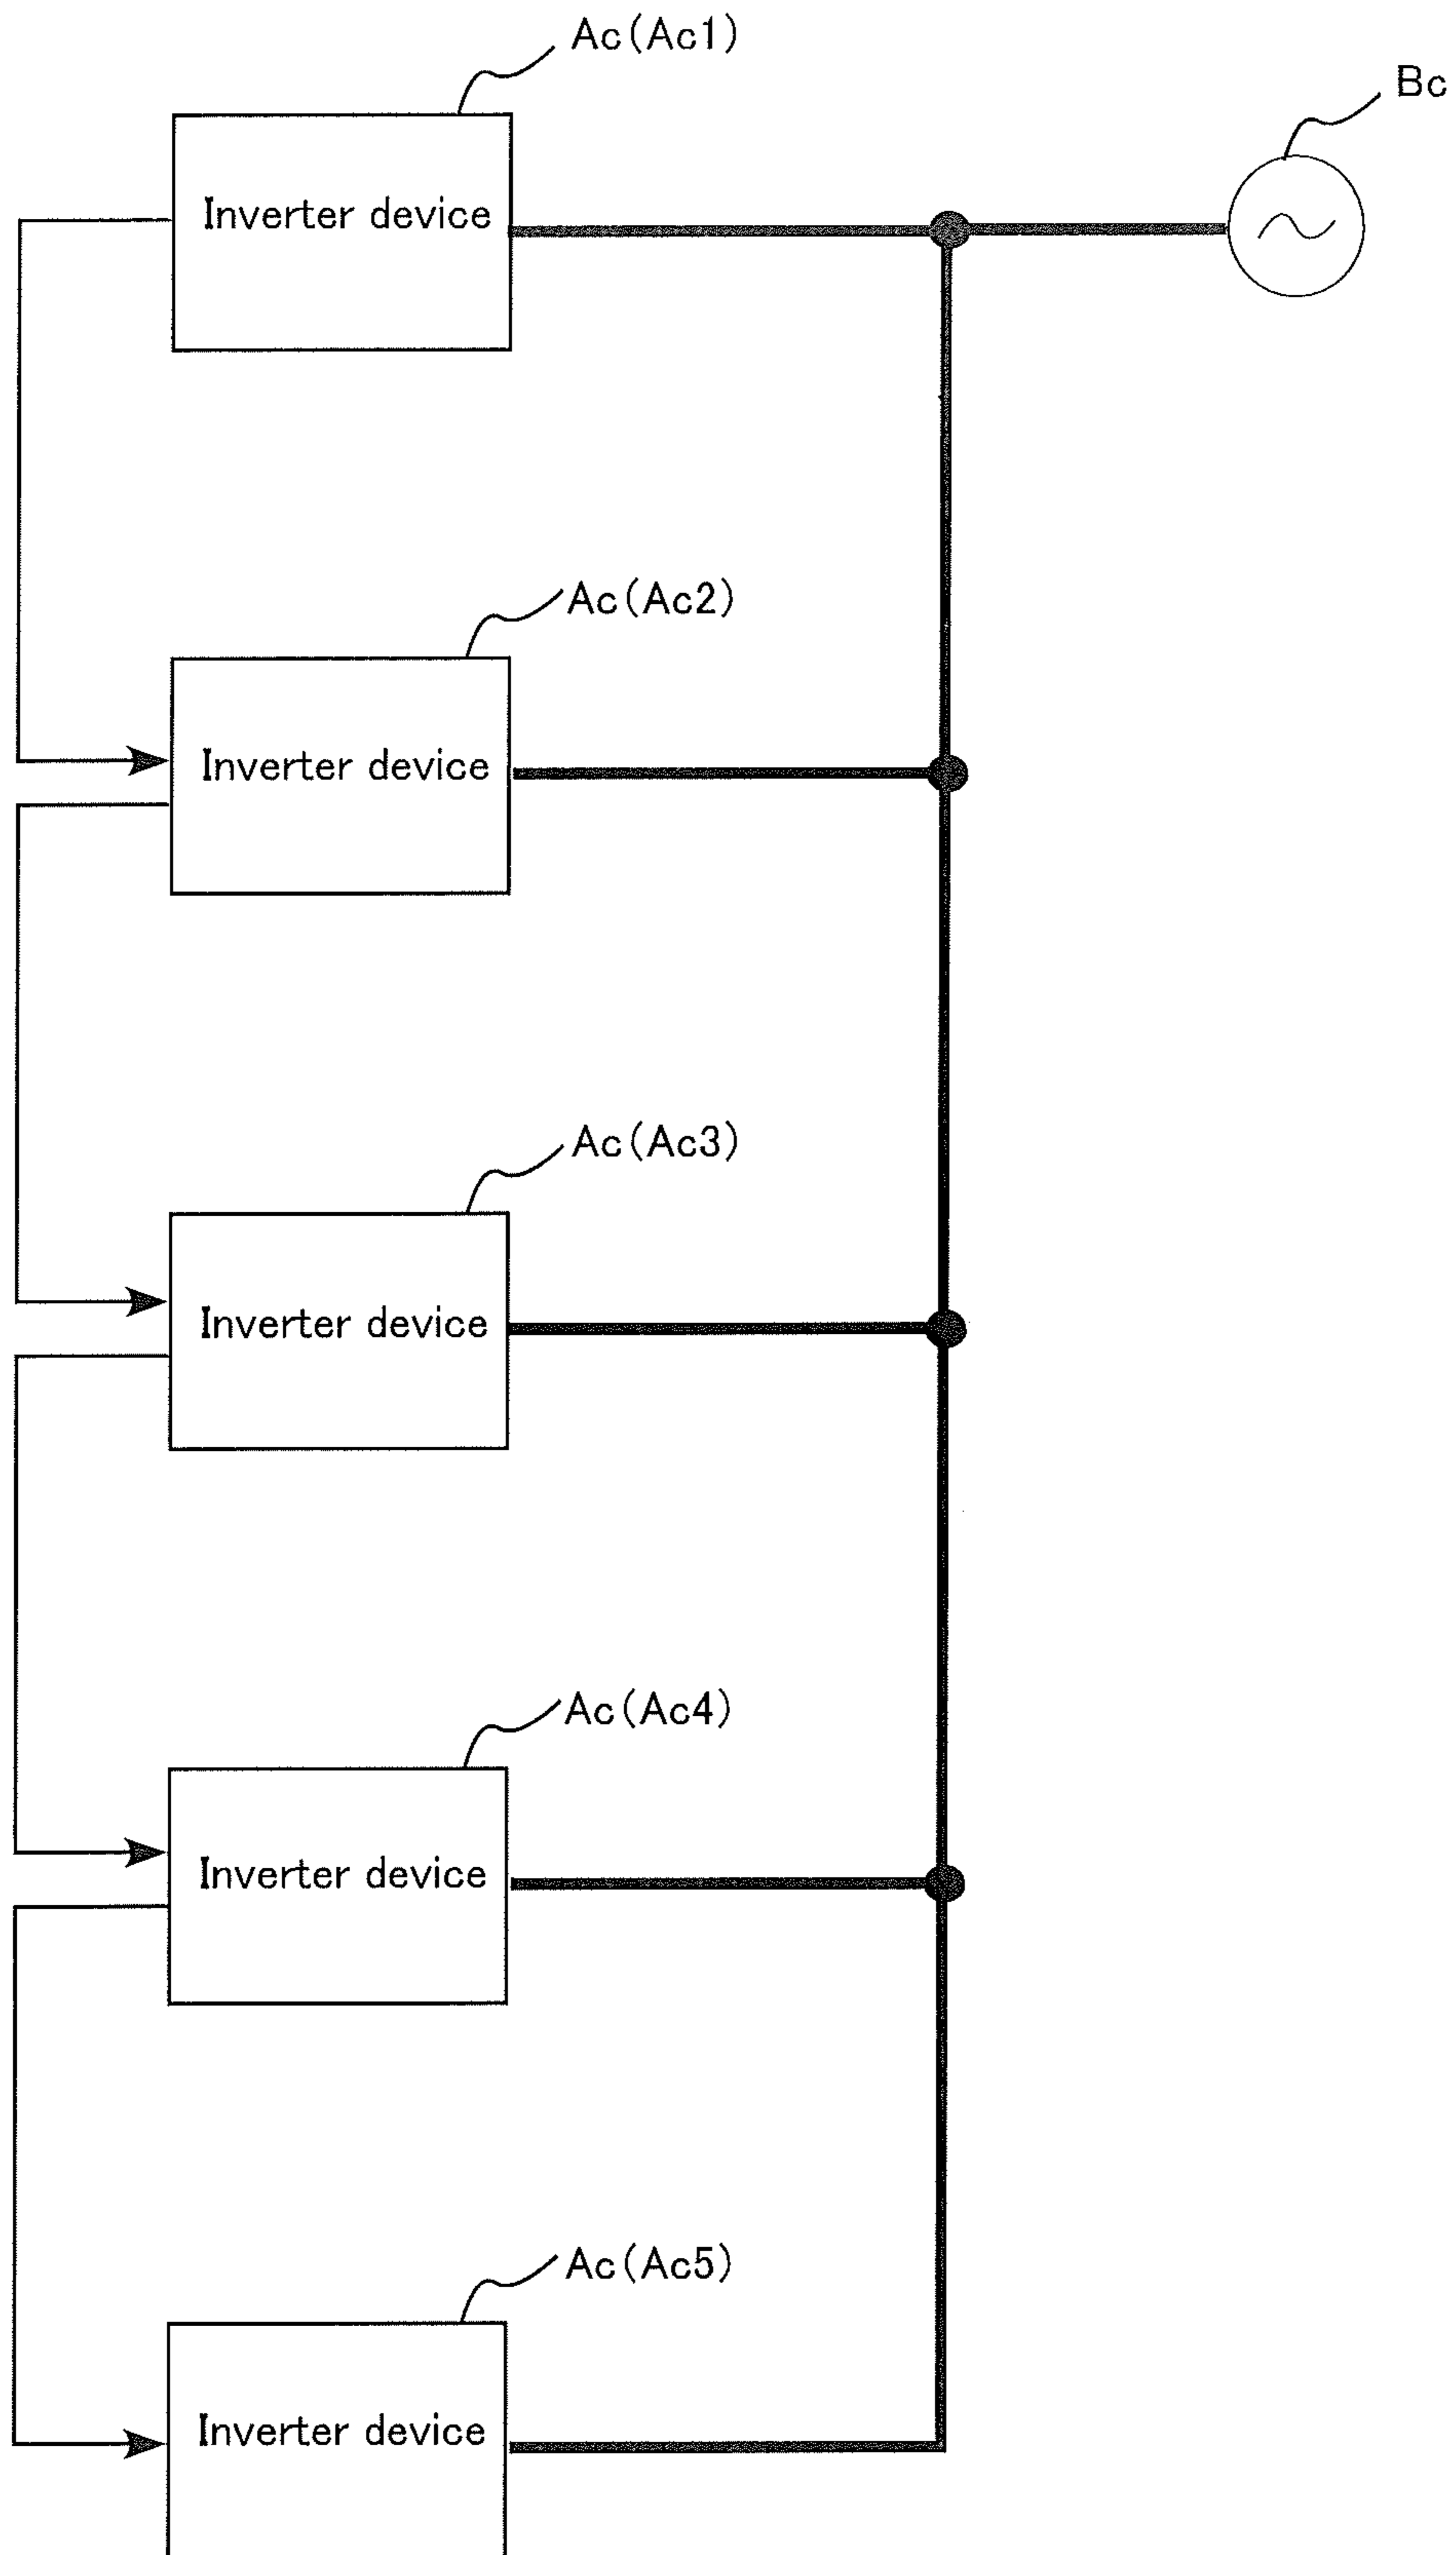 Ac(Ac1)
Bc
Inverter device
Ac(Ac2)
Inverter device
Ac(Ac3)
Inverter device
Ac(Ac4)
Inverter device
Ac(Ac5)
Inverter device